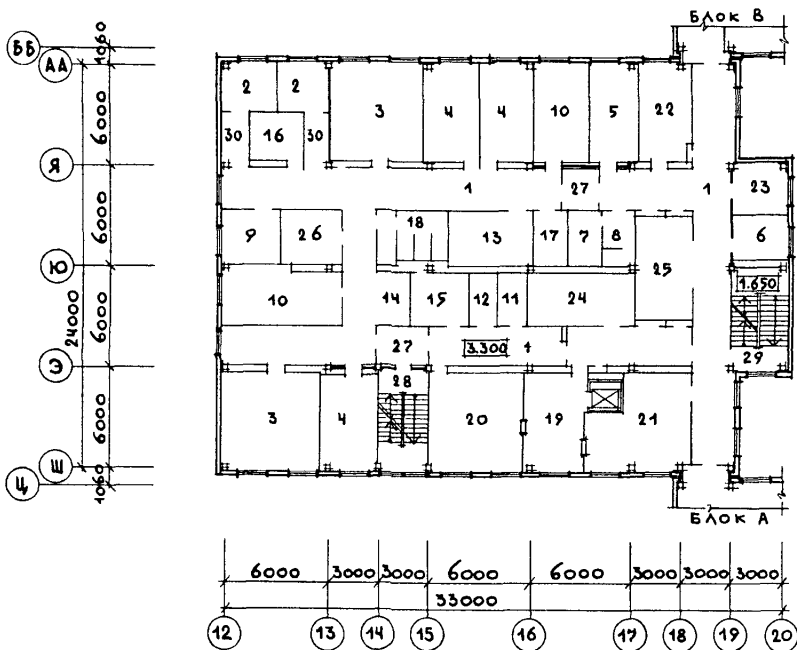 БЛОК В
ББ
1060
АА
2 2 3 4 4 10 5 22
6000
30 16 30
Я
1 27 1 23
6000
9 26 18 13 17 7 8 6
Ю
25 1.650
10 14 15 12 11 24
24000
6000
27 3.300 1 29
Э
28
6000
3 4 20 19 21
Ш
1060
Ц
БЛОК А
6000 3000 3000 6000 6000 3000 3000 3000
33000
12 13 14 15 16 17 18 19 20